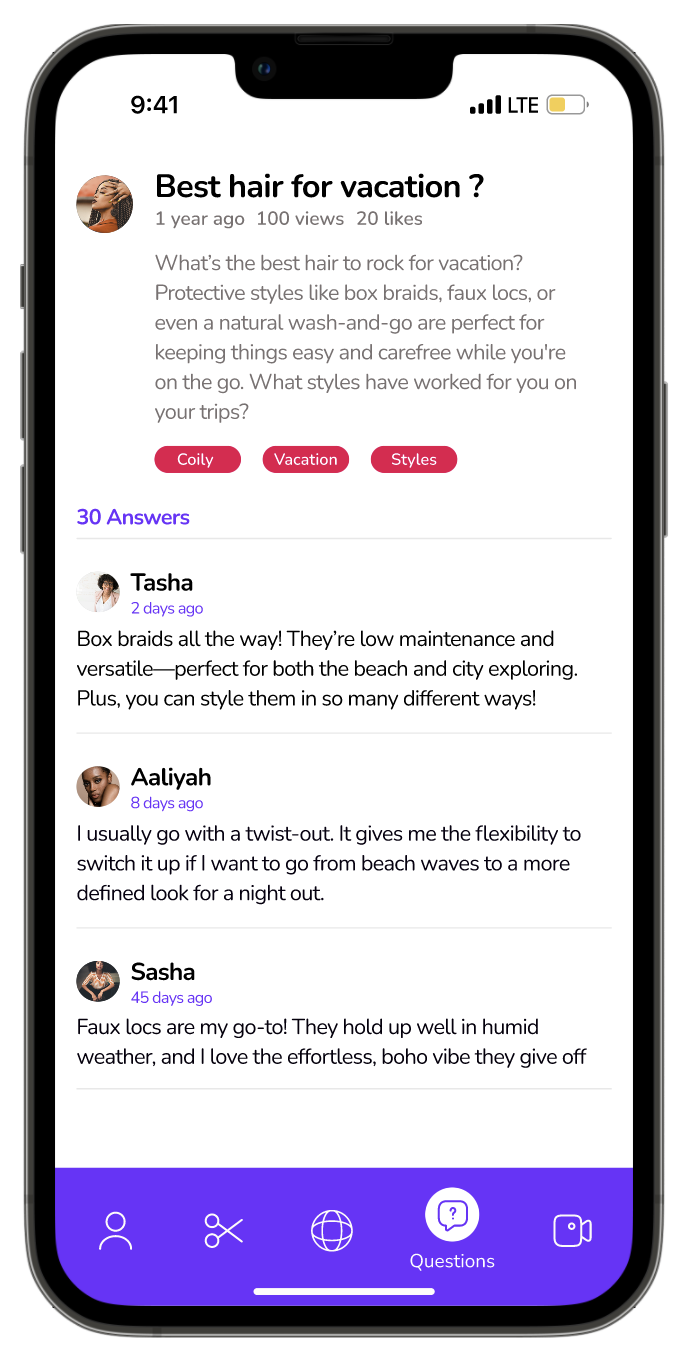 9:41
LTE
Best hair for vacation ?
1 year ago 100 views 20 likes
What’s the best hair to rock for vacation?
Protective styles like box braids, faux locs, or
even a natural wash-and-go are perfect for
keeping things easy and carefree while you're
on the go. What styles have worked for you on
your trips?
Coily Vacation Styles
30 Answers
Tasha
2 days ago
Box braids all the way! They’re low maintenance and
versatile—perfect for both the beach and city exploring.
Plus, you can style them in so many different ways!
Aaliyah
8 days ago
I usually go with a twist-out. It gives me the flexibility to
switch it up if I want to go from beach waves to a more
defined look for a night out.
Sasha
45 days ago
Faux locs are my go-to! They hold up well in humid
weather, and I love the effortless, boho vibe they give off
?
Questions